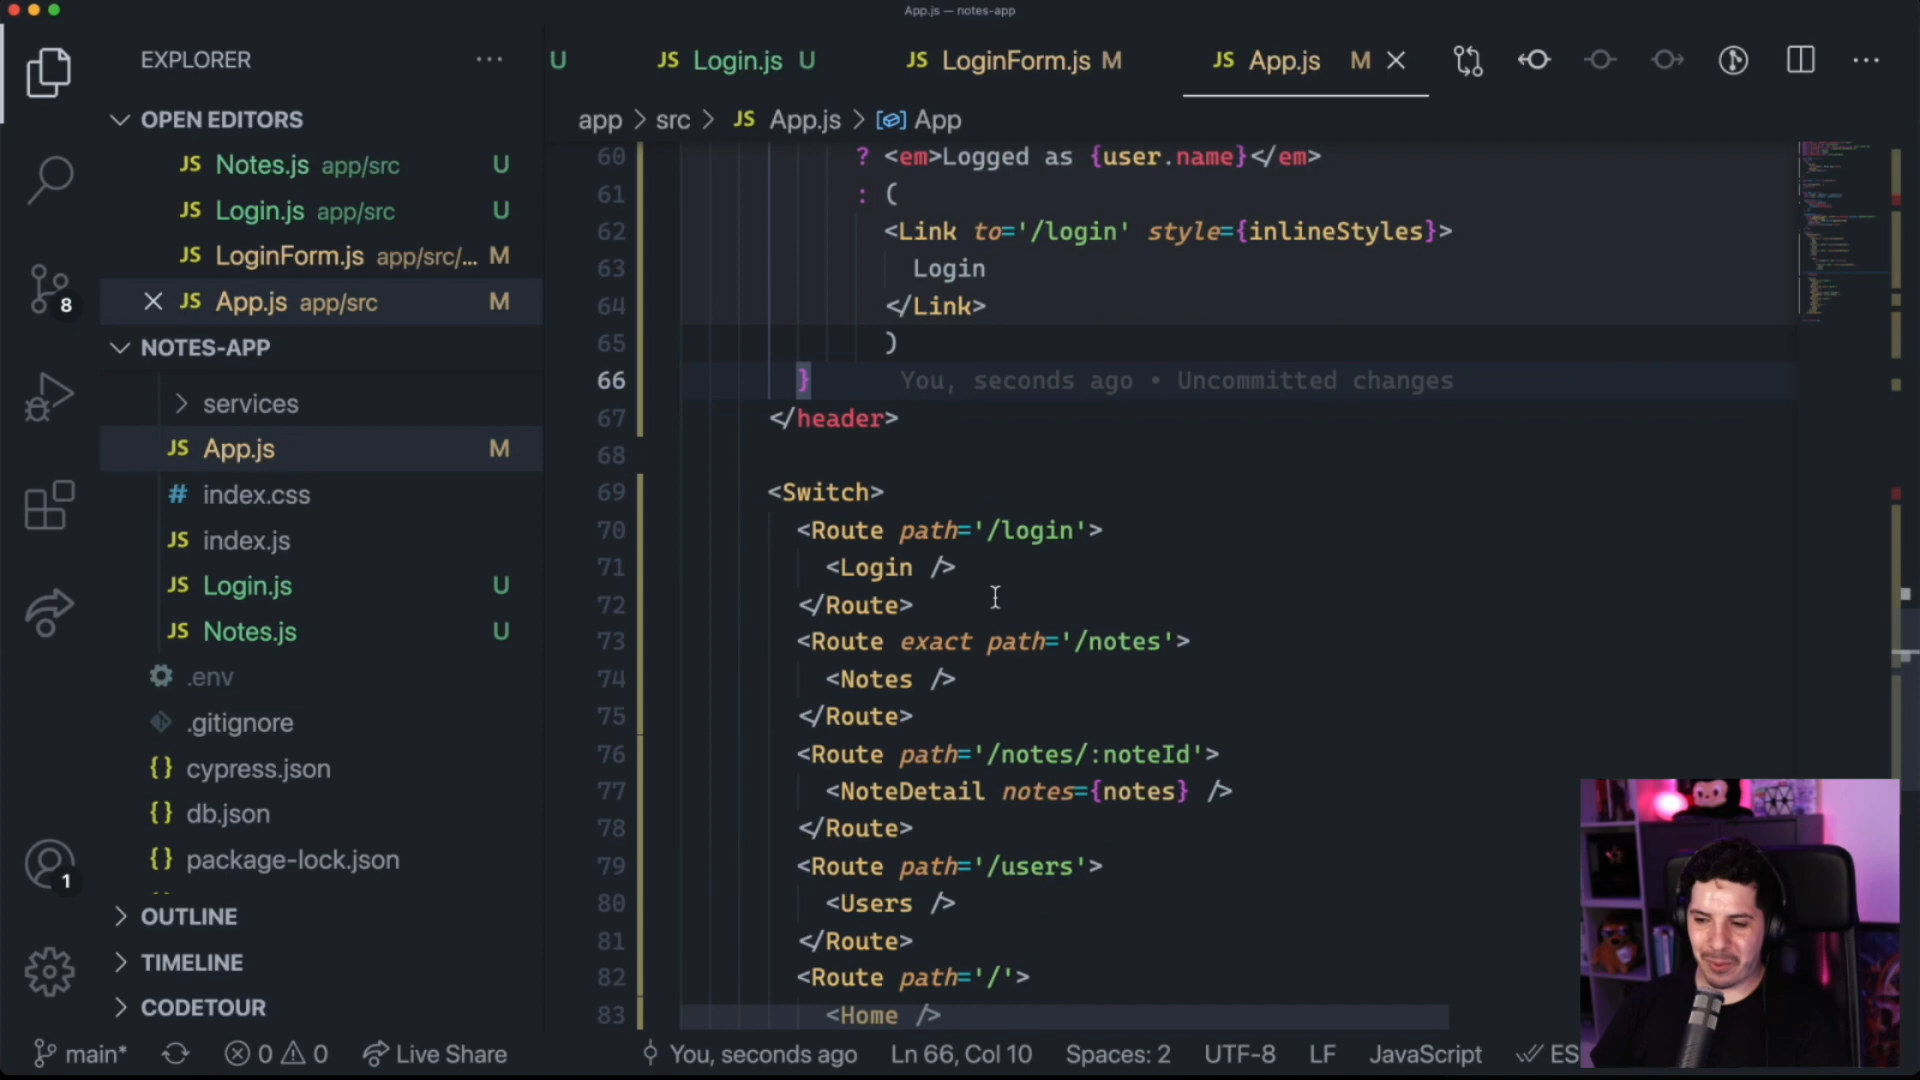 App.js — notes-app
EXPLORER
OPEN EDITORS
JS Notes.js app/src U
JS Login.js app/src U
JS LoginForm.js app/src/... M
JS App.js app/src M
NOTES-APP
services
JS App.js M
# index.css
JS index.js
JS Login.js U
JS Notes.js U
.env
.gitignore
{} cypress.json
{} db.json
{} package-lock.json
OUTLINE
TIMELINE
CODETOUR
8
1
U JS Login.js U JS LoginForm.js M JS App.js M
app > src > JS App.js > App
60 ? <em>Logged as {user.name}</em>
61 : (
62 <Link to='/login' style={inlineStyles}>
63 Login
64 </Link>
65 )
66 } You, seconds ago • Uncommitted changes
67 </header>
68
69 <Switch>
70 <Route path='/login'>
71 <Login />
72 </Route>
73 <Route exact path='/notes'>
74 <Notes />
75 </Route>
76 <Route path='/notes/:noteId'>
77 <NoteDetail notes={notes} />
78 </Route>
79 <Route path='/users'>
80 <Users />
81 </Route>
82 <Route path='/'>
83 <Home />
main* 0 0 Live Share You, seconds ago Ln 66, Col 10 Spaces: 2 UTF-8 LF JavaScript ES